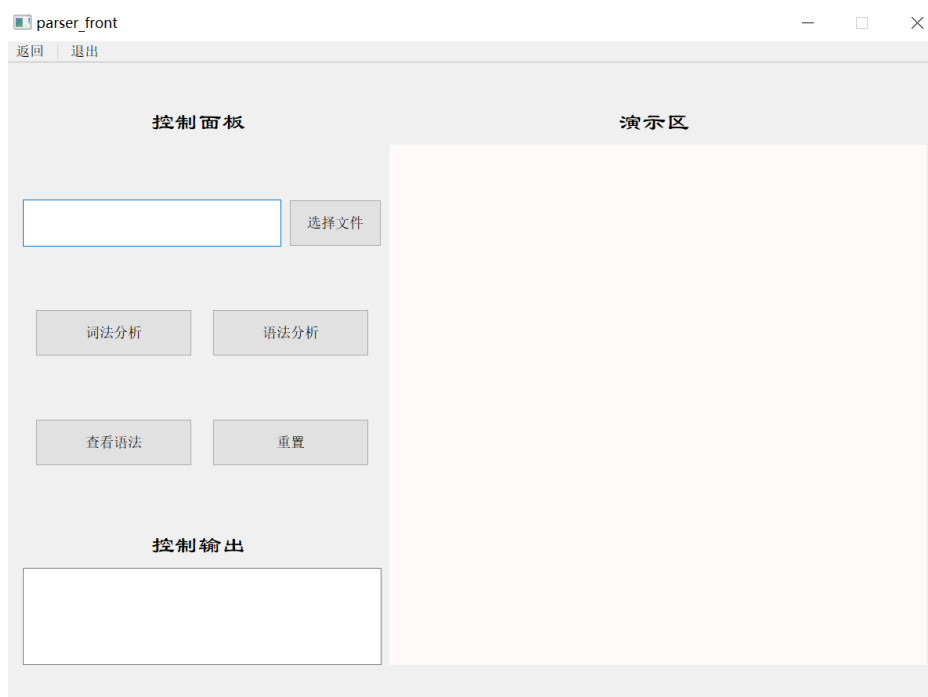 parser_front
返回 退出
控制面板
演示区
选择文件
词法分析 语法分析
查看语法 重置
控制输出